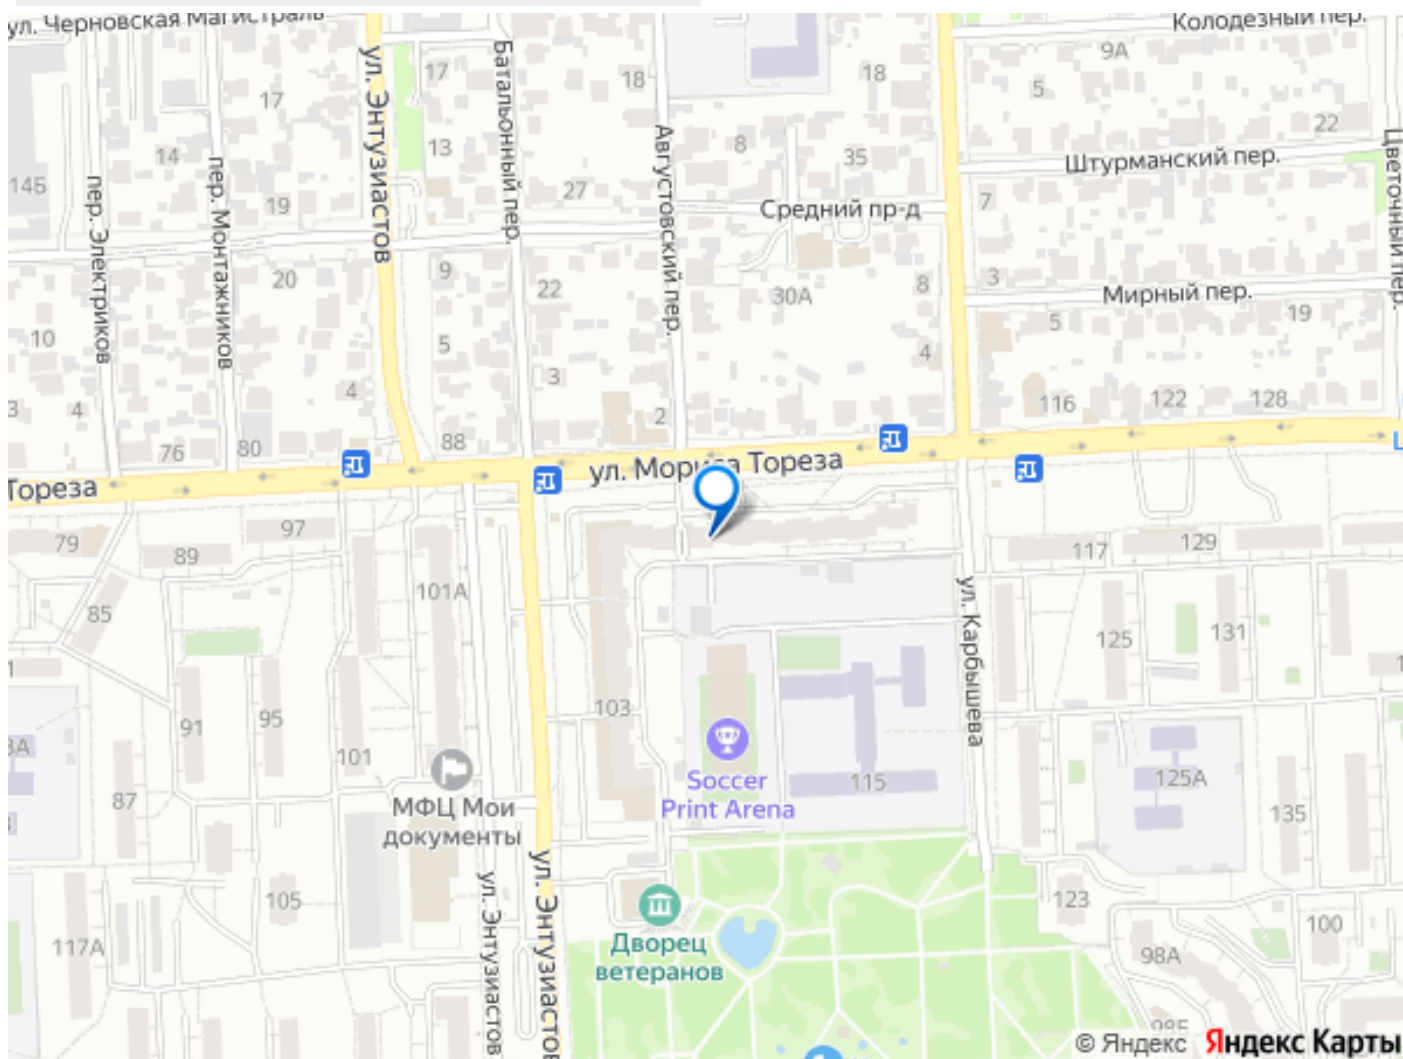 ул. Черновская Магистраль
Колодезный пер.
ул. Энтузиастов
17
Батальонный пер.
18
18
9А
5
17
22
Августовский пер.
13
8
35
14
пер. Монтажников
Штурманский пер.
Цветочный пер.
145
пер. Электриков
27
19
Средний пр-д
7
9
20
22
30А
8
3
Мирный пер.
5
19
10
5
4
3
4
3
4
2
116
122
128
76
80
88
ул. Мориса Тореза
Тореза
97
79
89
117
129
101А
85
ул. Карбышева
125
131
103
91
95
3А
101
Soccer
Print Arena
115
125А
87
МФЦ Мои
документы
135
ул. Энтузиастов
ул. Энтузиастов
105
123
100
117А
Дворец
ветеранов
98А
© Яндекс
Яндекс Карты